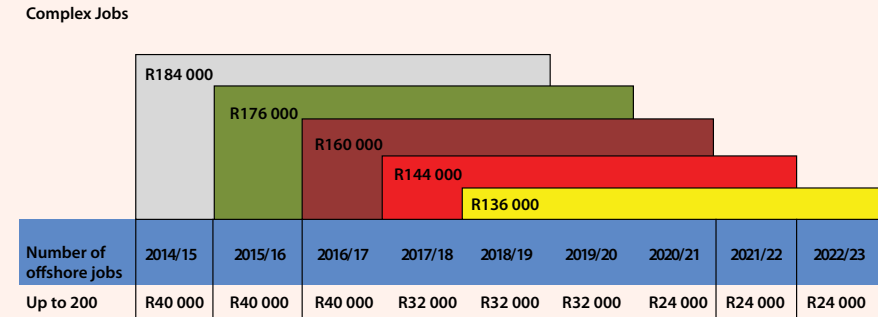 Complex Jobs
R184 000
R176 000
R160 000
R144 000
R136 000
Number of
offshore jobs
2014/15 2015/16 2016/17 2017/18 2018/19 2019/20 2020/21 2021/22 2022/23
Up to 200 R40 000 R40 000 R40 000 R32 000 R32 000 R32 000 R24 000 R24 000 R24 000